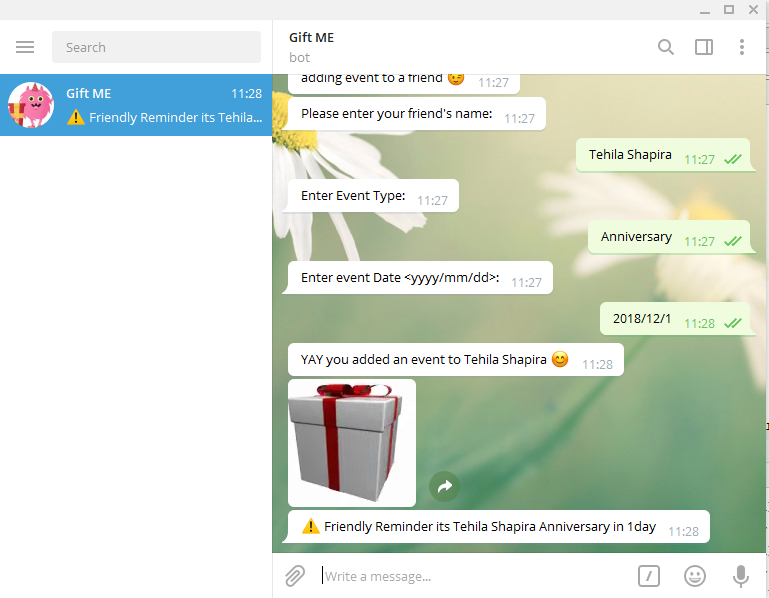 Search
Gift ME 11:28
⚠️ Friendly Reminder its Tehila...
Gift ME
bot
adding event to a friend 😉 11:27
Please enter your friend's name: 11:27
Tehila Shapira 11:27
Enter Event Type: 11:27
Anniversary 11:27
Enter event Date <yyyy/mm/dd>: 11:27
2018/12/1 11:28
YAY you added an event to Tehila Shapira 😊 11:28
⚠️ Friendly Reminder its Tehila Shapira Anniversary in 1day 11:28
Write a message...